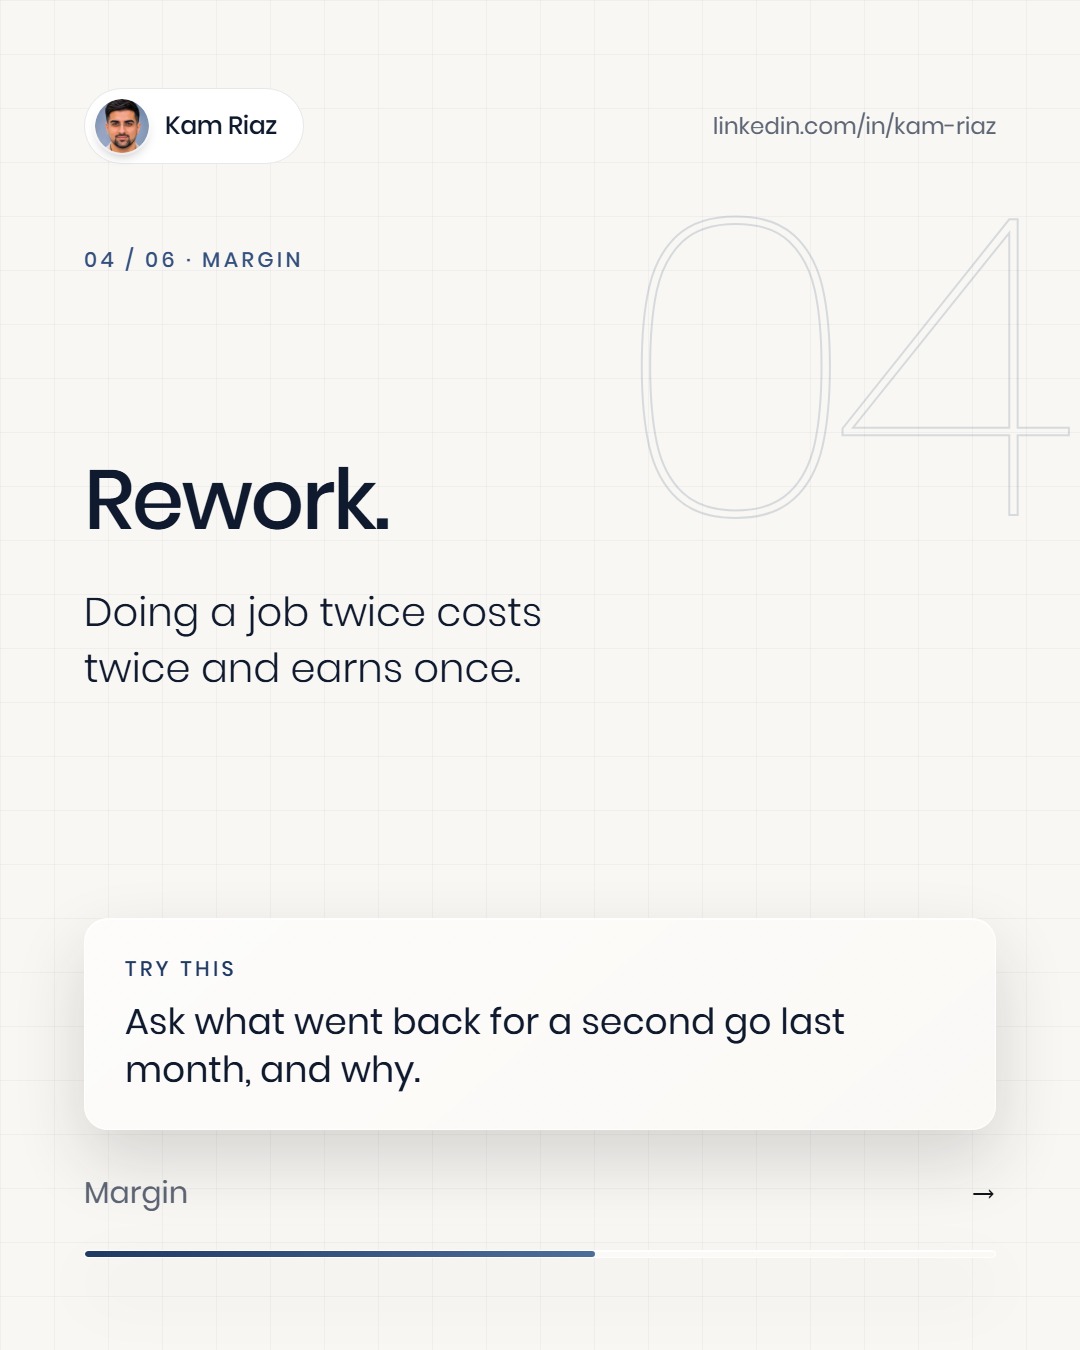 Kam Riaz
linkedin.com/in/kam-riaz
04 / 06 · MARGIN
04
Rework.
Doing a job twice costs
twice and earns once.
TRY THIS
Ask what went back for a second go last
month, and why.
Margin
→